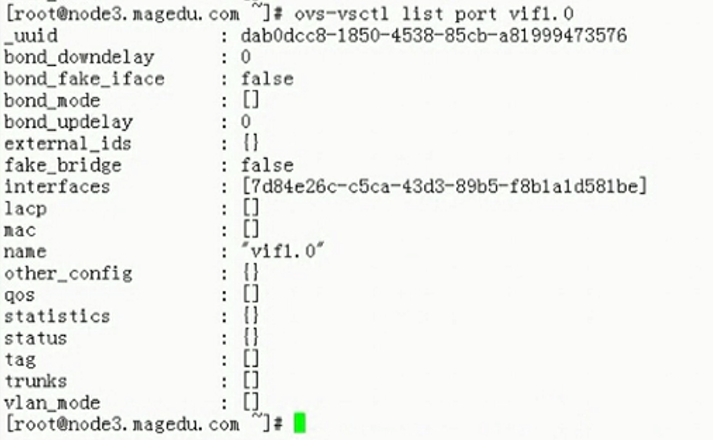 [root@node3.magedu.com ~]# ovs-vsctl list port vif1.0
_uuid : dab0dcc8-1850-4538-85cb-a81999473576
bond_downdelay : 0
bond_fake_iface : false
bond_mode : []
bond_updelay : 0
external_ids : {}
fake_bridge : false
interfaces : [7d84e26c-c5ca-43d3-89b5-f8b1a1d581be]
lacp : []
mac : []
name : "vif1.0"
other_config : {}
qos : []
statistics : {}
status : {}
tag : []
trunks : []
vlan_mode : []
[root@node3.magedu.com ~]#